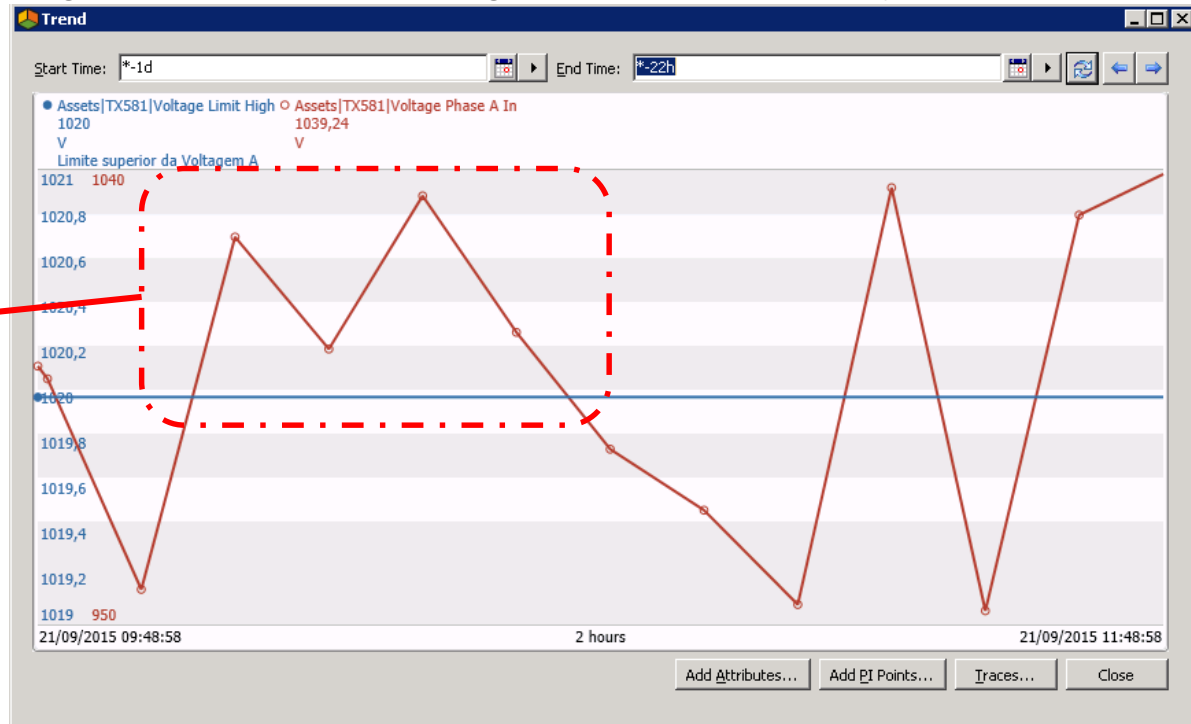 Trend
Start Time: *-1d End Time: *-22h
Assets|TX581|Voltage Limit High Assets|TX581|Voltage Phase A In
1020 1039,24
V V
Limite superior da Voltagem A
1021 1040
1020,8
1020,6
1020,4
1020,2
1020
1019,8
1019,6
1019,4
1019,2
1019 950
21/09/2015 09:48:58 2 hours 21/09/2015 11:48:58
Add Attributes... Add PI Points... Traces... Close